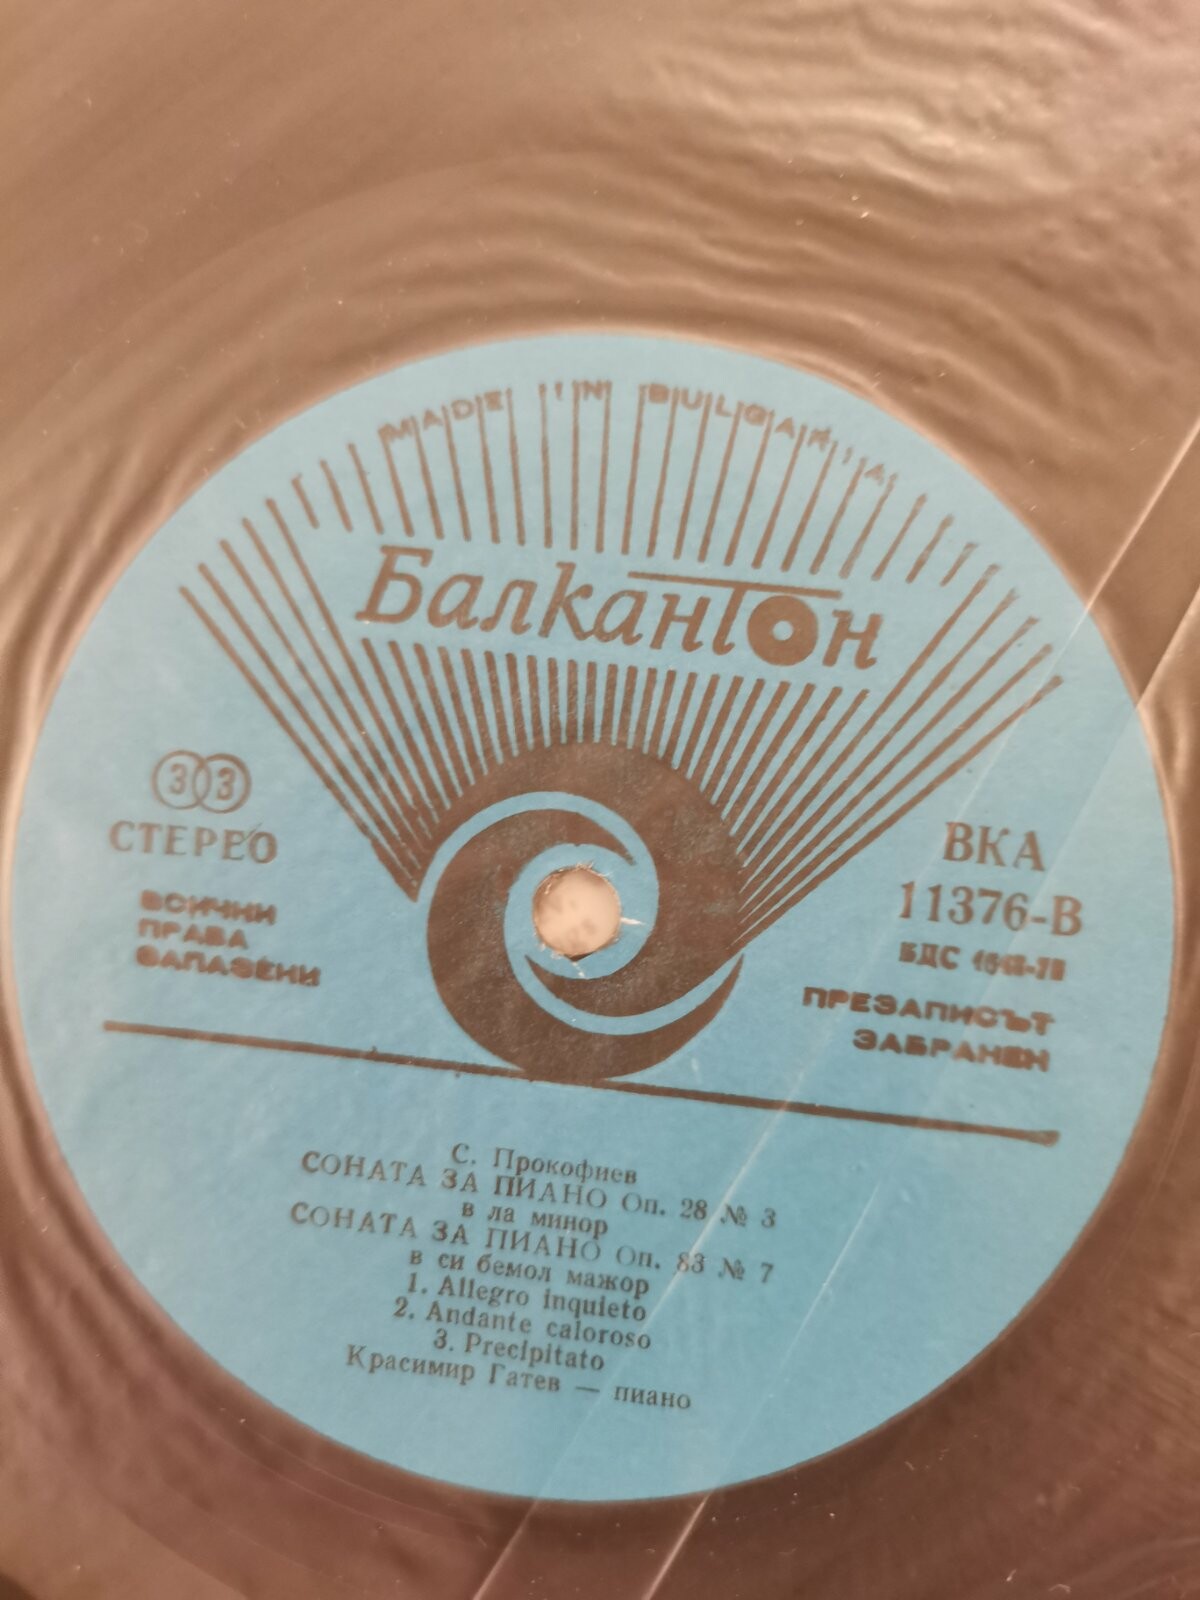 MADE IN BULGARIA
Балкантон
33
СТЕРЕО
ВСИЧКИ
ПРАВА
ЗАПАЗЕНИ
ВКА
11376-В
БДС
ПРЕЗАПИСЪТ
ЗАБРАНЕН
С. Прокофиев
СОНАТА ЗА ПИАНО Оп. 28 № 3
в ла минор
СОНАТА ЗА ПИАНО Оп. 83 № 7
в си бемол мажор
1. Allegro inquieto
2. Andante caloroso
3. Precipitato
Красимир Гатев — пиано